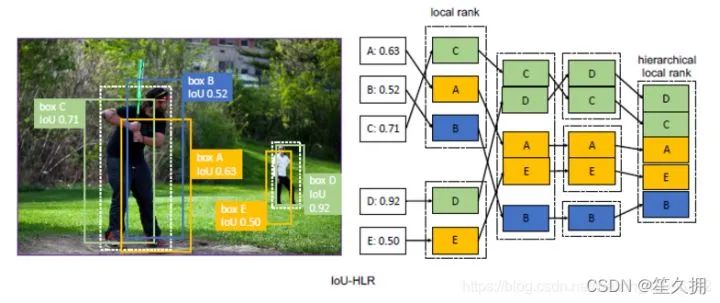 local rank
hierarchical
local rank
box B
IoU 0.52
box C
IoU 0.71
box A
IoU 0.63
box D
IoU
0.92
box E
IoU 0.50
A: 0.63
B: 0.52
C: 0.71
D: 0.92
E: 0.50
C
A
B
D
E
C
D
A
E
B
D
C
A
E
B
D
C
A
E
B
IoU-HLR
https://blog.csdn.ne
CSDN @笙久拥